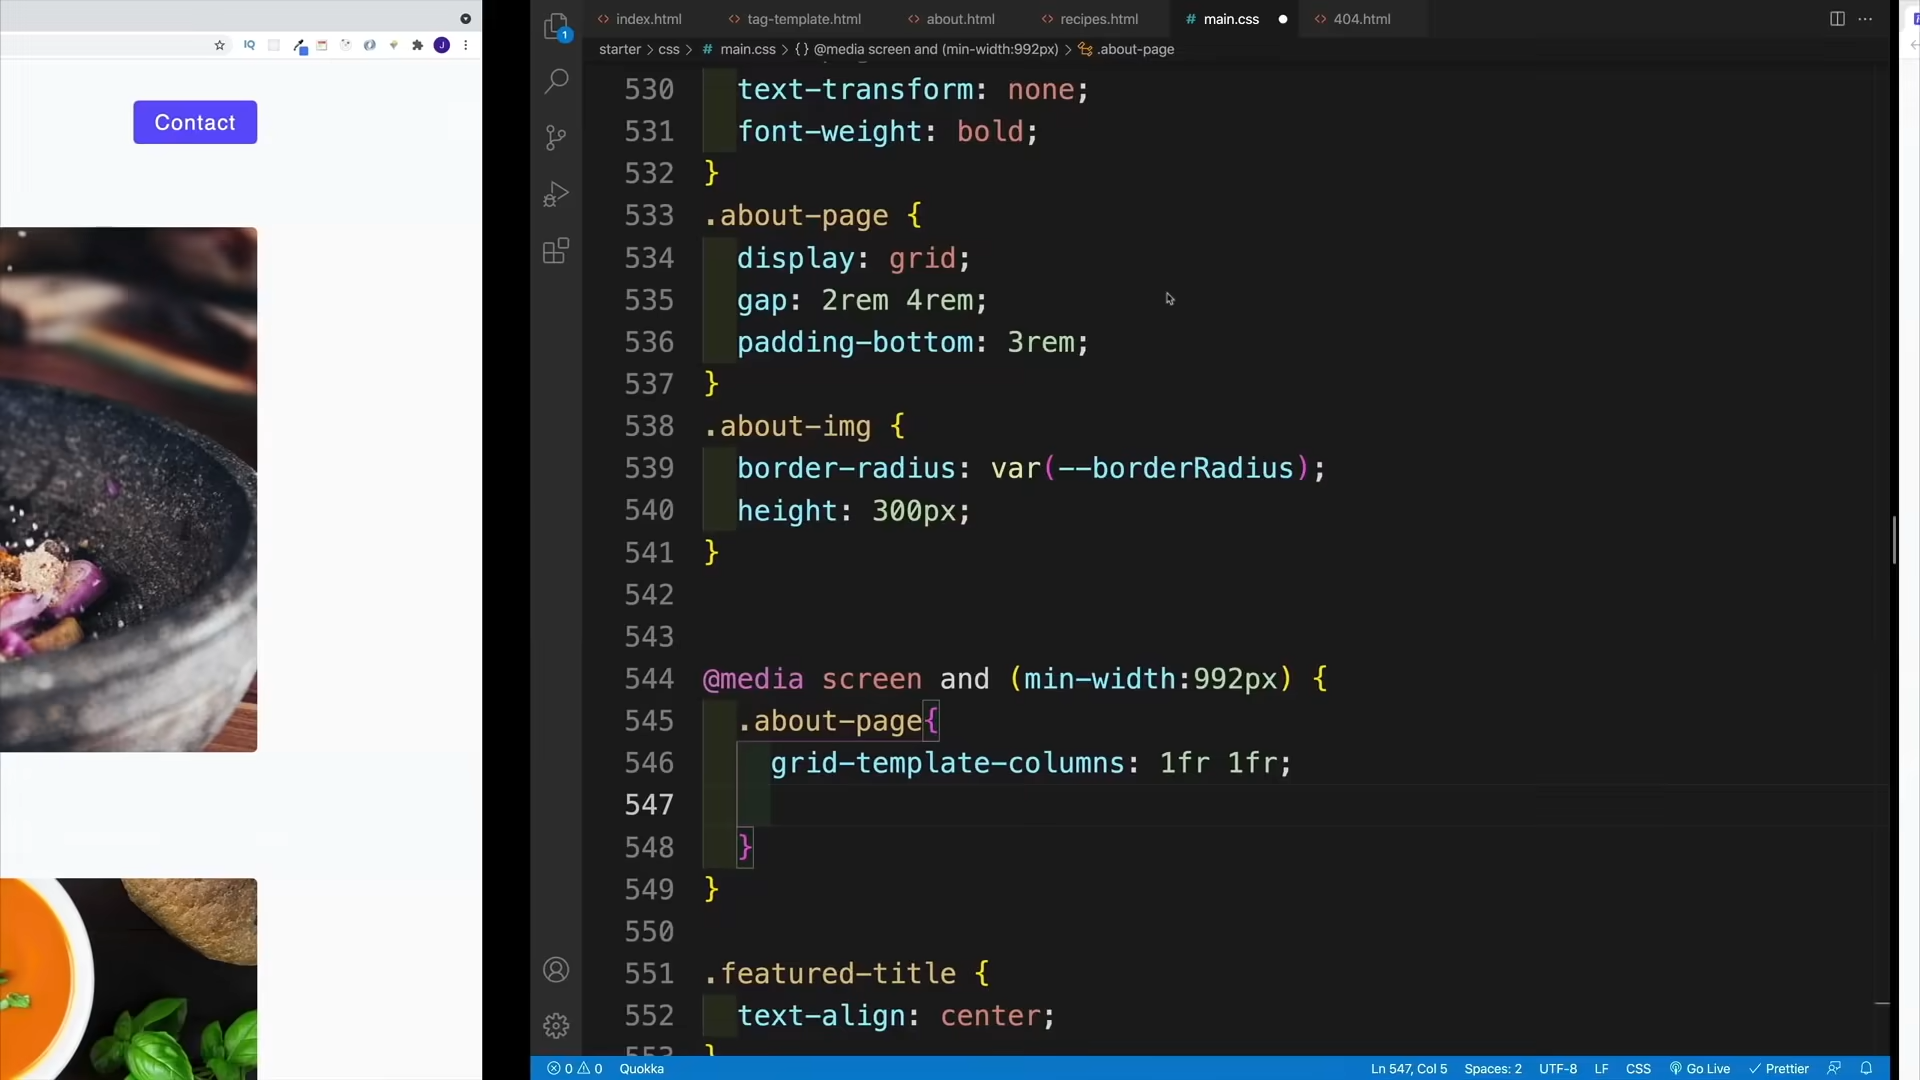 IQ
J
Contact
1
index.html
tag-template.html
about.html
recipes.html
# main.css
404.html
starter > css > # main.css > {} @media screen and (min-width:992px) > .about-page
530 text-transform: none;
531 font-weight: bold;
532 }
533 .about-page {
534 display: grid;
535 gap: 2rem 4rem;
536 padding-bottom: 3rem;
537 }
538 .about-img {
539 border-radius: var(--borderRadius);
540 height: 300px;
541 }
542
543
544 @media screen and (min-width:992px) {
545 .about-page{
546 grid-template-columns: 1fr 1fr;
547
548 }
549 }
550
551 .featured-title {
552 text-align: center;
553 }
0 0 Quokka Ln 547, Col 5 Spaces: 2 UTF-8 LF CSS Go Live Prettier